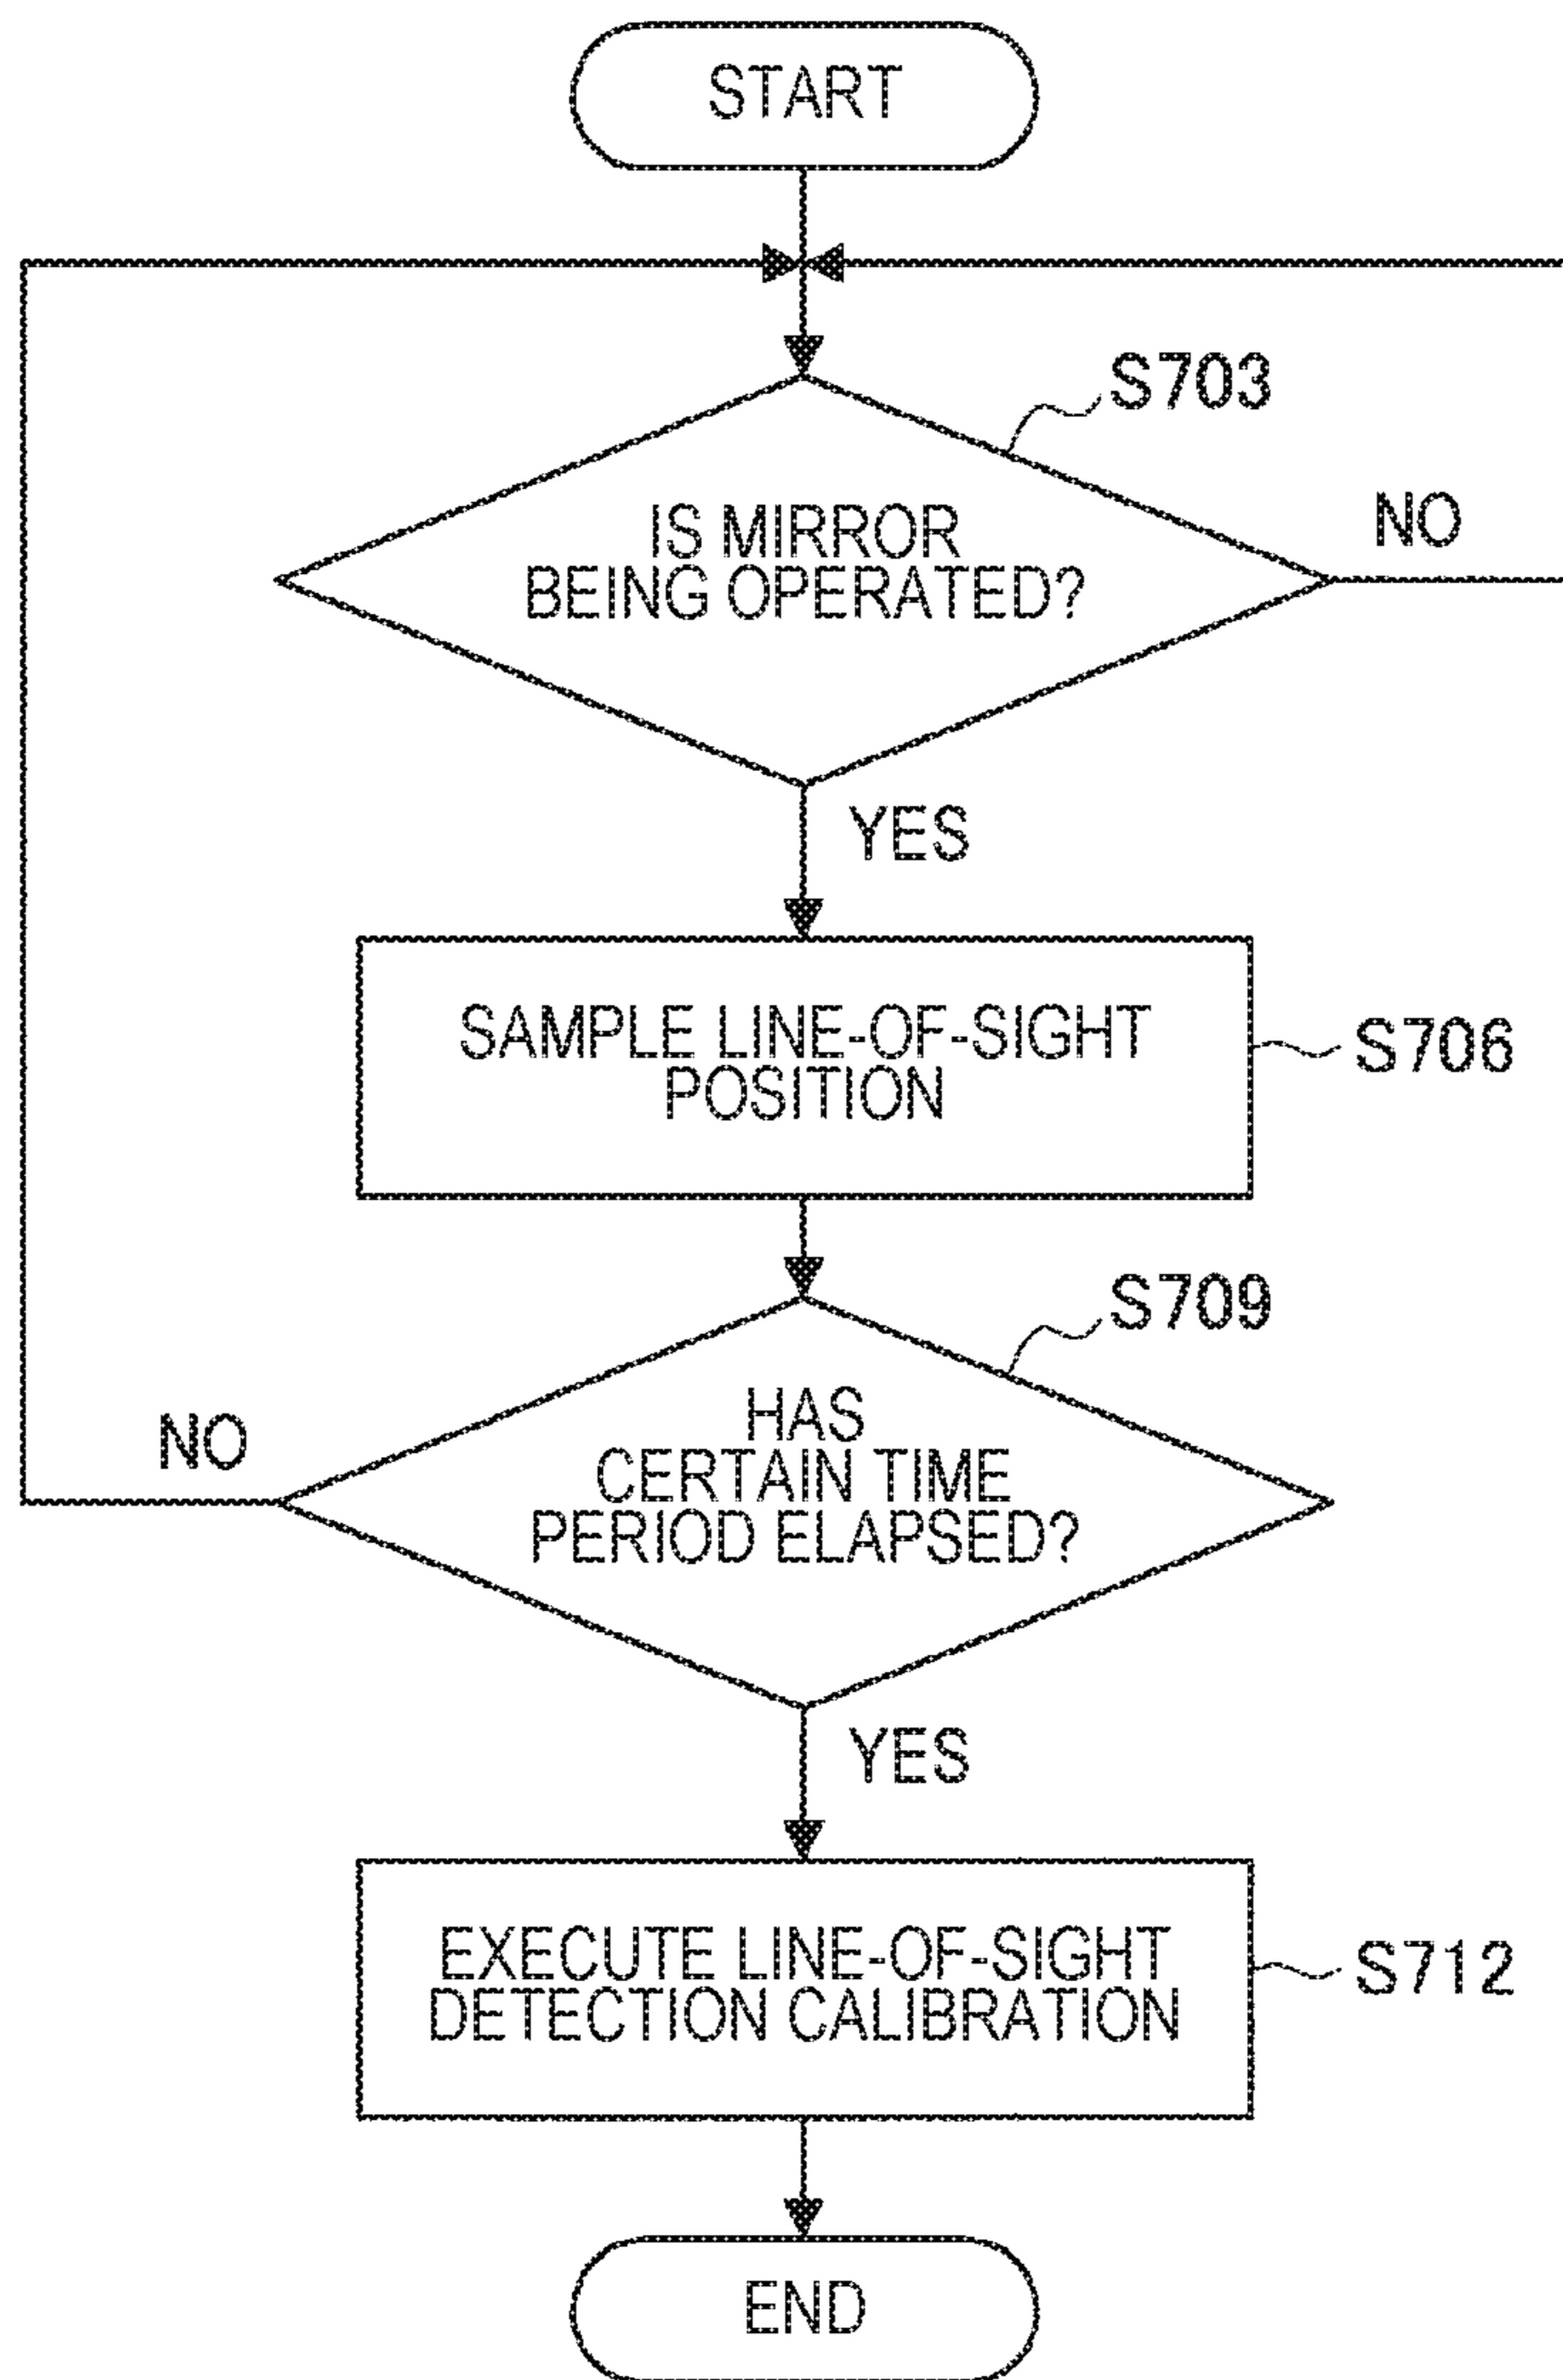 START
S703
IS MIRROR
BEING OPERATED?
NO
YES
SAMPLE LINE-OF-SIGHT
POSITION
S706
S709
HAS
CERTAIN TIME
PERIOD ELAPSED?
NO
YES
EXECUTE LINE-OF-SIGHT
DETECTION CALIBRATION
S712
END